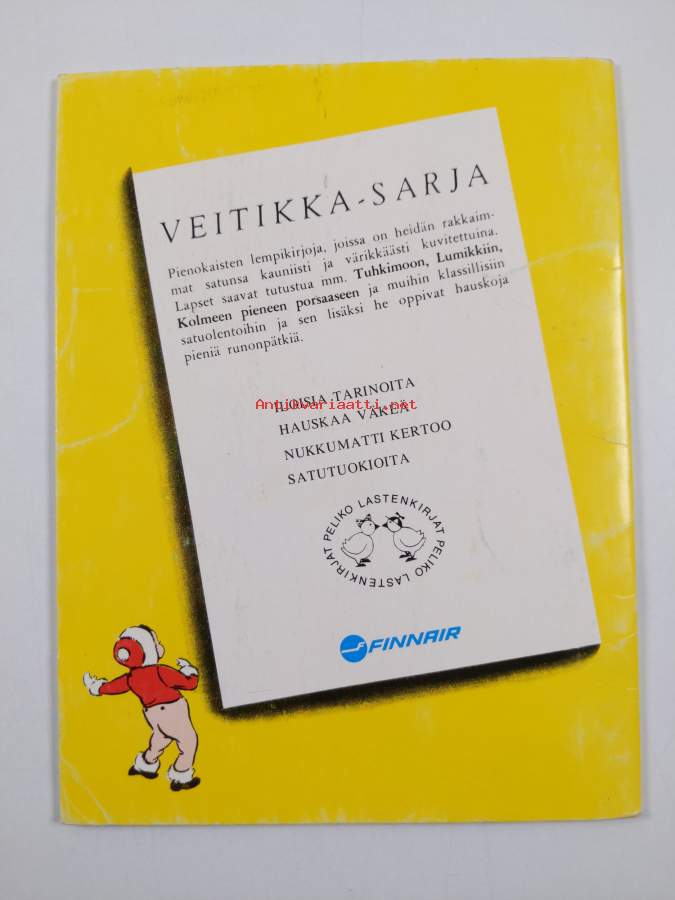 VEITIKKA-SARJA
Pienokaisten lempikirjoja, joissa on heidän rakkaim-
mat satunsa kauniisti ja värikkäästi kuvitettuina.
Lapset saavat tutustua mm. Tuhkimoon, Lumikkiin,
Kolmeen pieneen porsaaseen ja muihin klassillisiin
satuolentoihin ja sen lisäksi he oppivat hauskoja
pieniä runonpätkiä.
ILOISIA TARINOITA
Antikvariaatti.net
HAUSKAA VÄKEÄ
NUKKUMATTI KERTOO
SATUTUOKIOITA
PELIKO LASTENKIRJAT PELIKO LASTENKIRJAT
FINNAIR